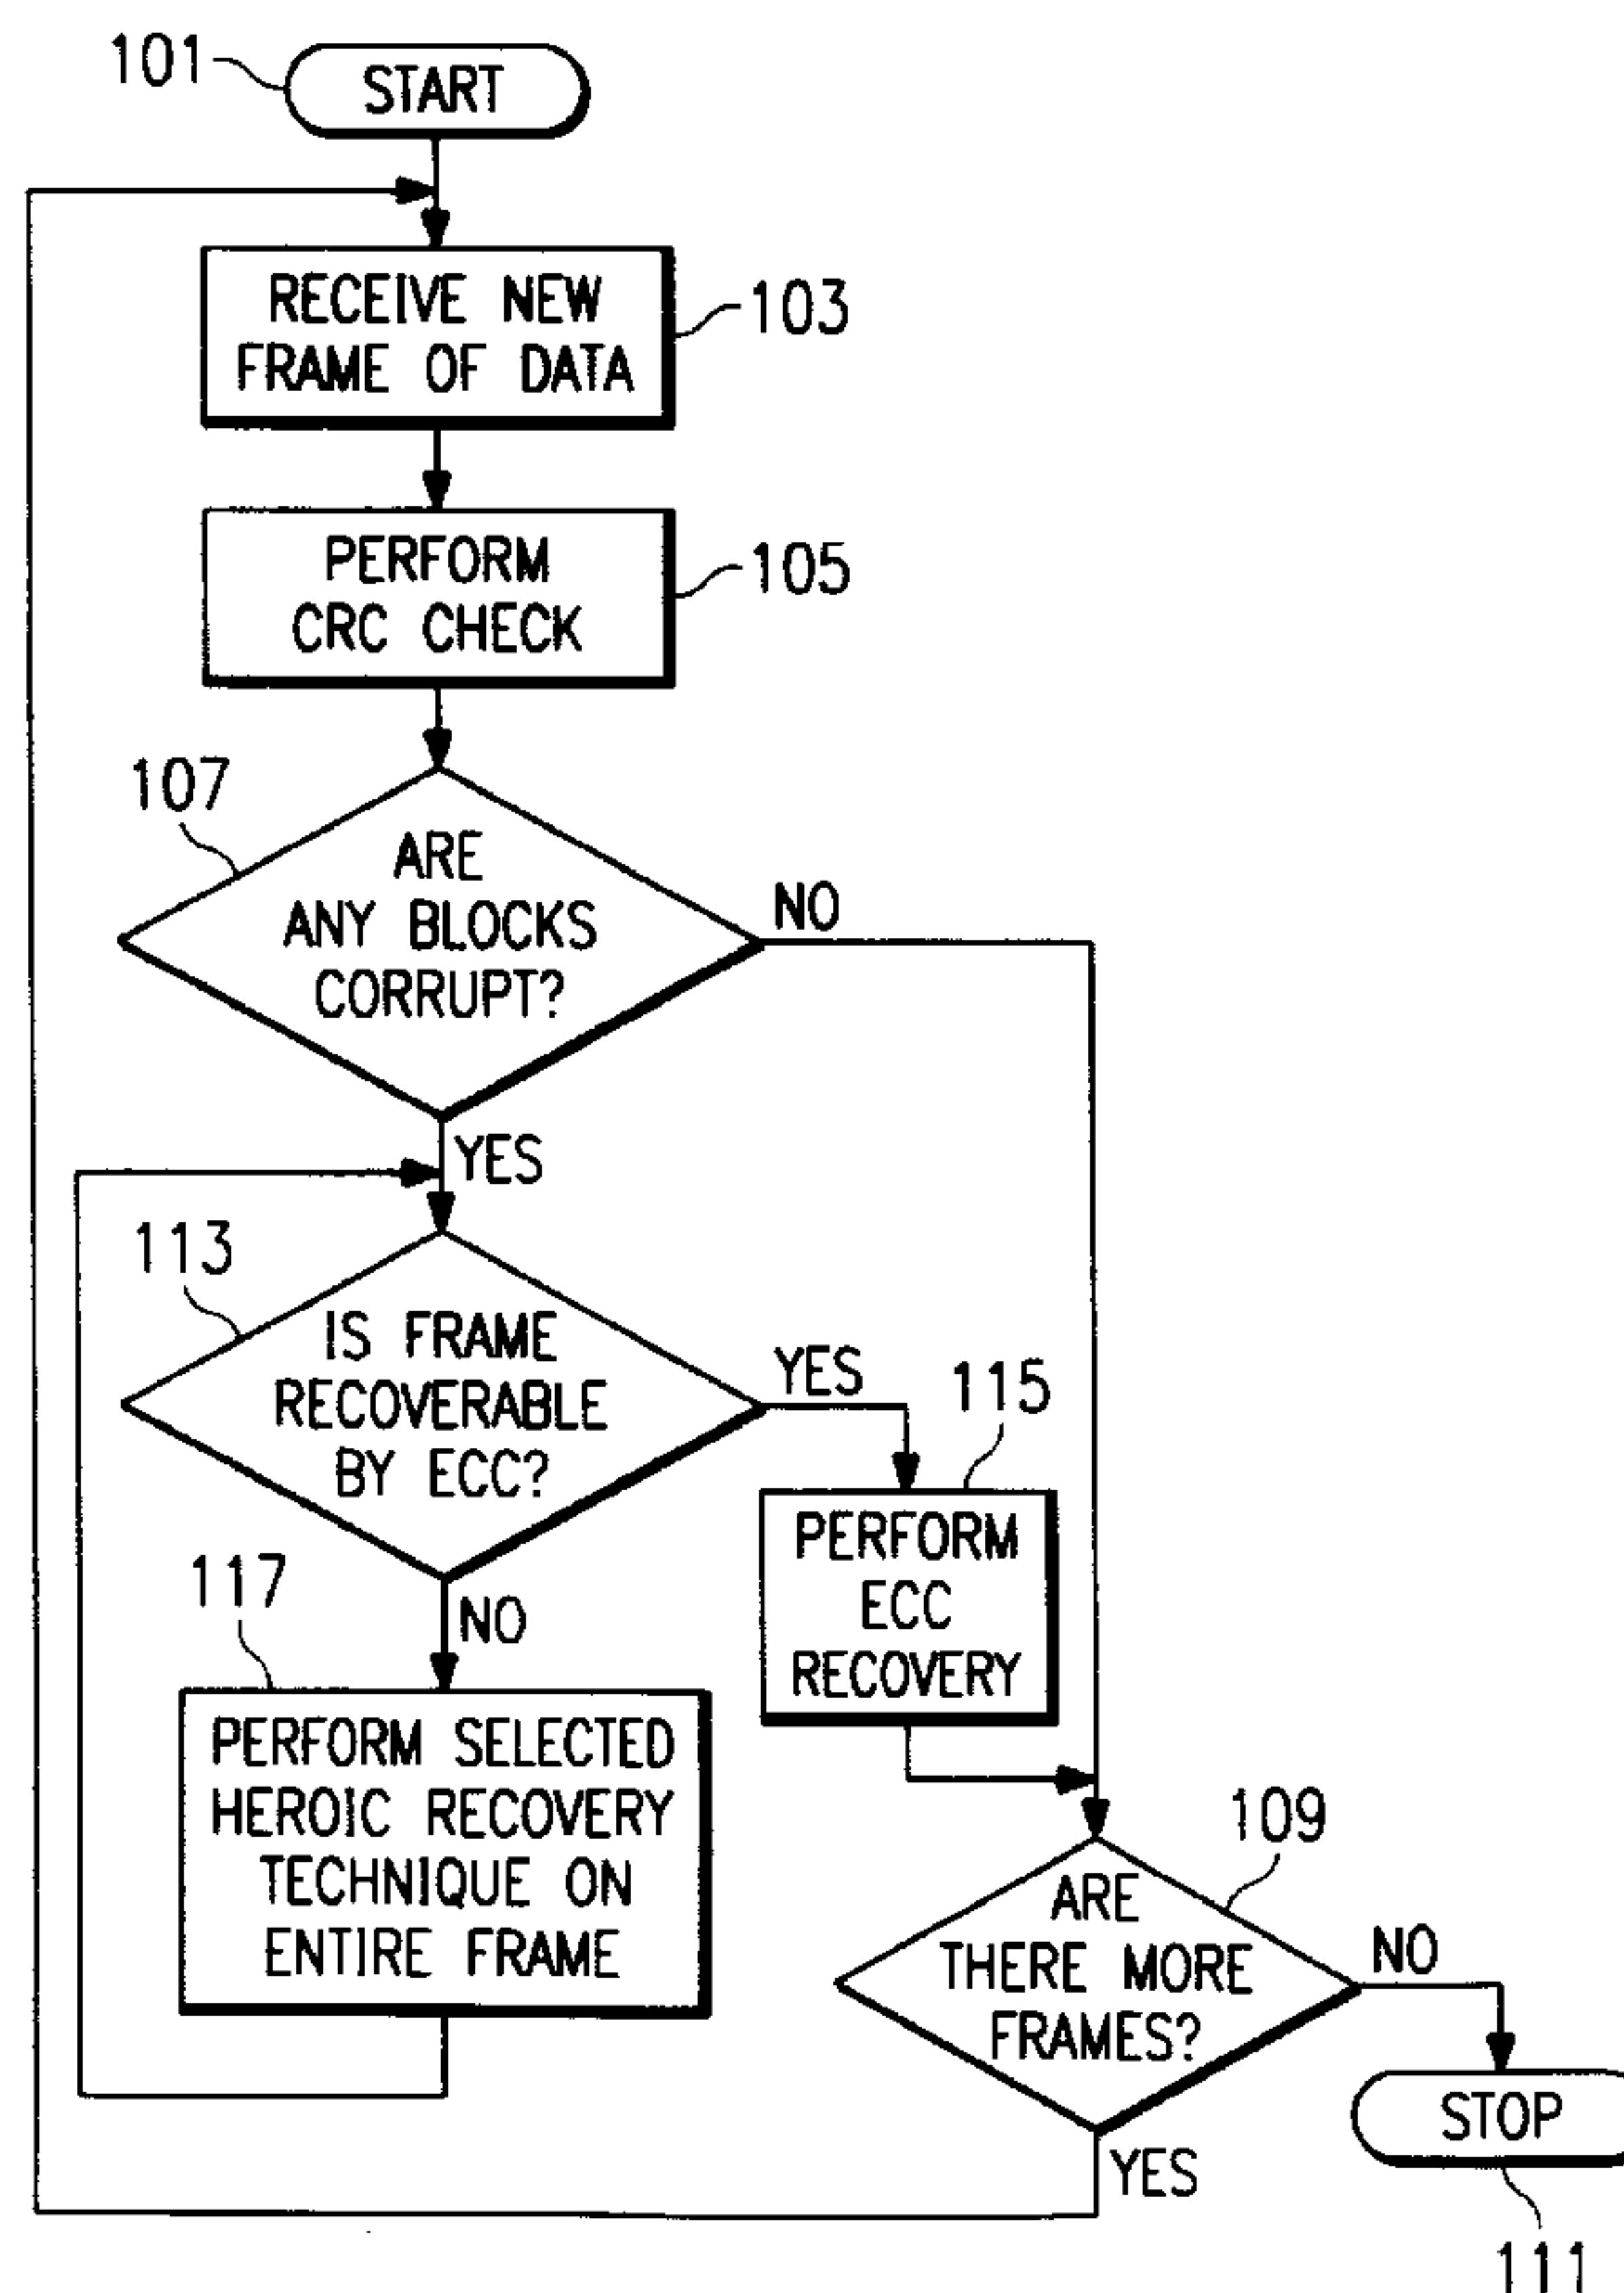 101
START
RECEIVE NEW
FRAME OF DATA
103
PERFORM
CRC CHECK
105
107
ARE
ANY BLOCKS
CORRUPT?
NO
YES
113
IS FRAME
RECOVERABLE
BY ECC?
YES
115
PERFORM
ECC
RECOVERY
117
NO
PERFORM SELECTED
HEROIC RECOVERY
TECHNIQUE ON
ENTIRE FRAME
109
ARE
THERE MORE
FRAMES?
NO
STOP
YES
111